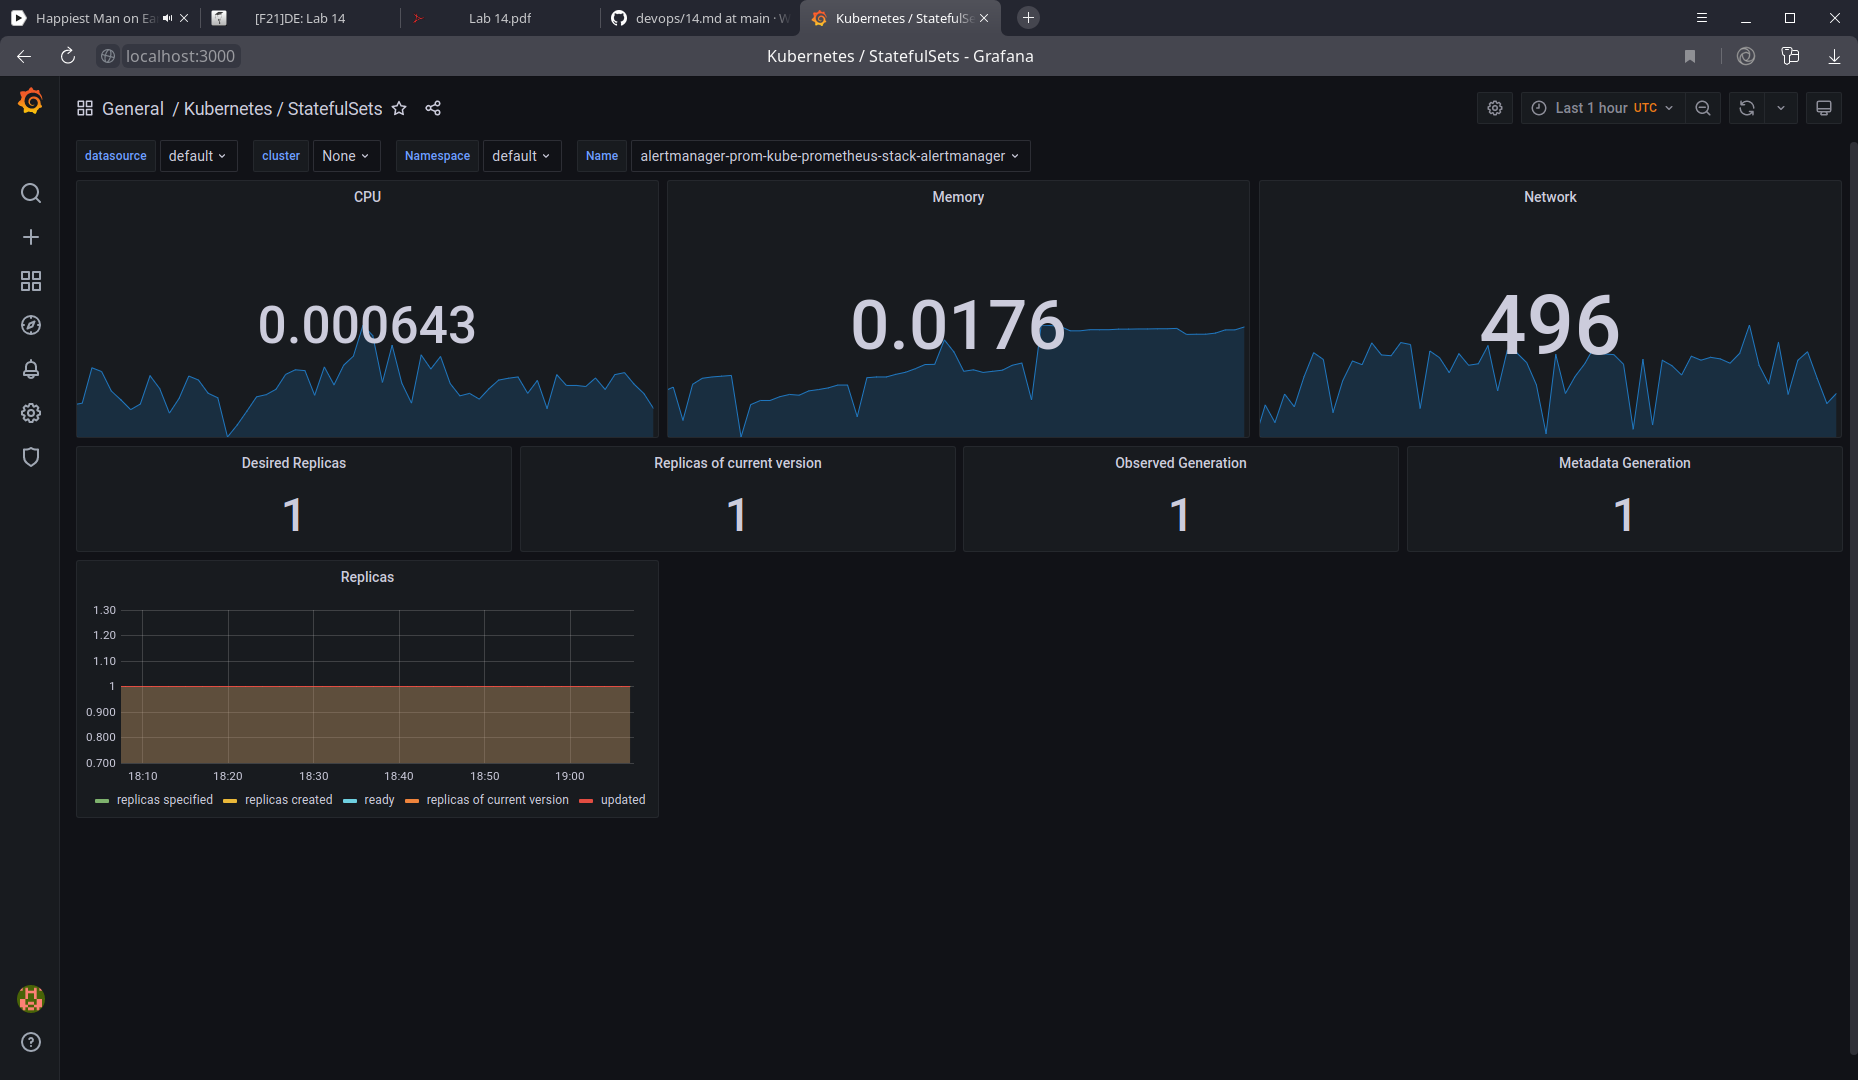 Happiest Man on Ea
[F21]DE: Lab 14
Lab 14.pdf
devops/14.md at main · W
Kubernetes / StatefulSe
localhost:3000
Kubernetes / StatefulSets - Grafana
General / Kubernetes / StatefulSets
Last 1 hour UTC
datasource default cluster None Namespace default Name alertmanager-prom-kube-prometheus-stack-alertmanager
CPU
0.000643
Memory
0.0176
Network
496
Desired Replicas
1
Replicas of current version
1
Observed Generation
1
Metadata Generation
1
Replicas
1.30
1.20
1.10
1
0.900
0.800
0.700
18:10 18:20 18:30 18:40 18:50 19:00
replicas specified replicas created ready replicas of current version updated